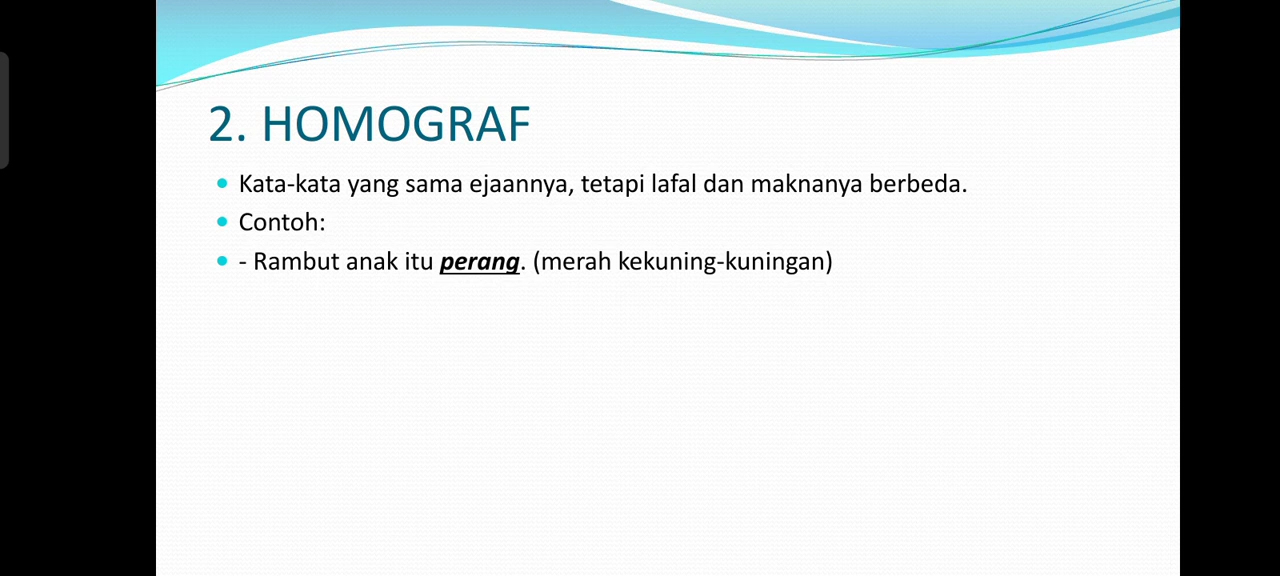 2. HOMOGRAF
• Kata-kata yang sama ejaannya, tetapi lafal dan maknanya berbeda.
• Contoh:
• - Rambut anak itu perang. (merah kekuning-kuningan)